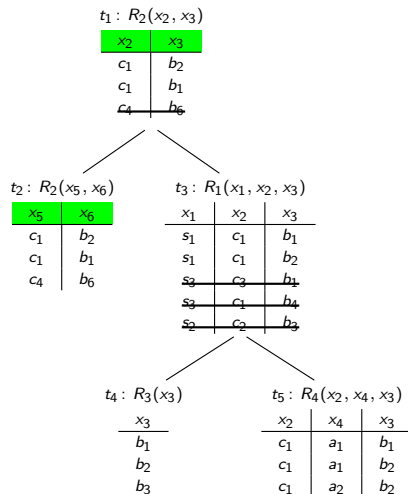 t1: R2(x2, x3)
x2 x3
c1 b2
c1 b1
c4 b6
t2: R2(x5, x6)
x5 x6
c1 b2
c1 b1
c4 b6
t3: R1(x1, x2, x3)
x1 x2 x3
s1 c1 b1
s1 c1 b2
s3 c3 b1
s3 c1 b4
s2 c2 b3
t4: R3(x3)
x3
b1
b2
b3
t5: R4(x2, x4, x3)
x2 x4 x3
c1 a1 b1
c1 a1 b2
c1 a2 b2